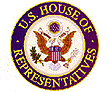 U.S. HOUSE OF
REPRESENTATIVES